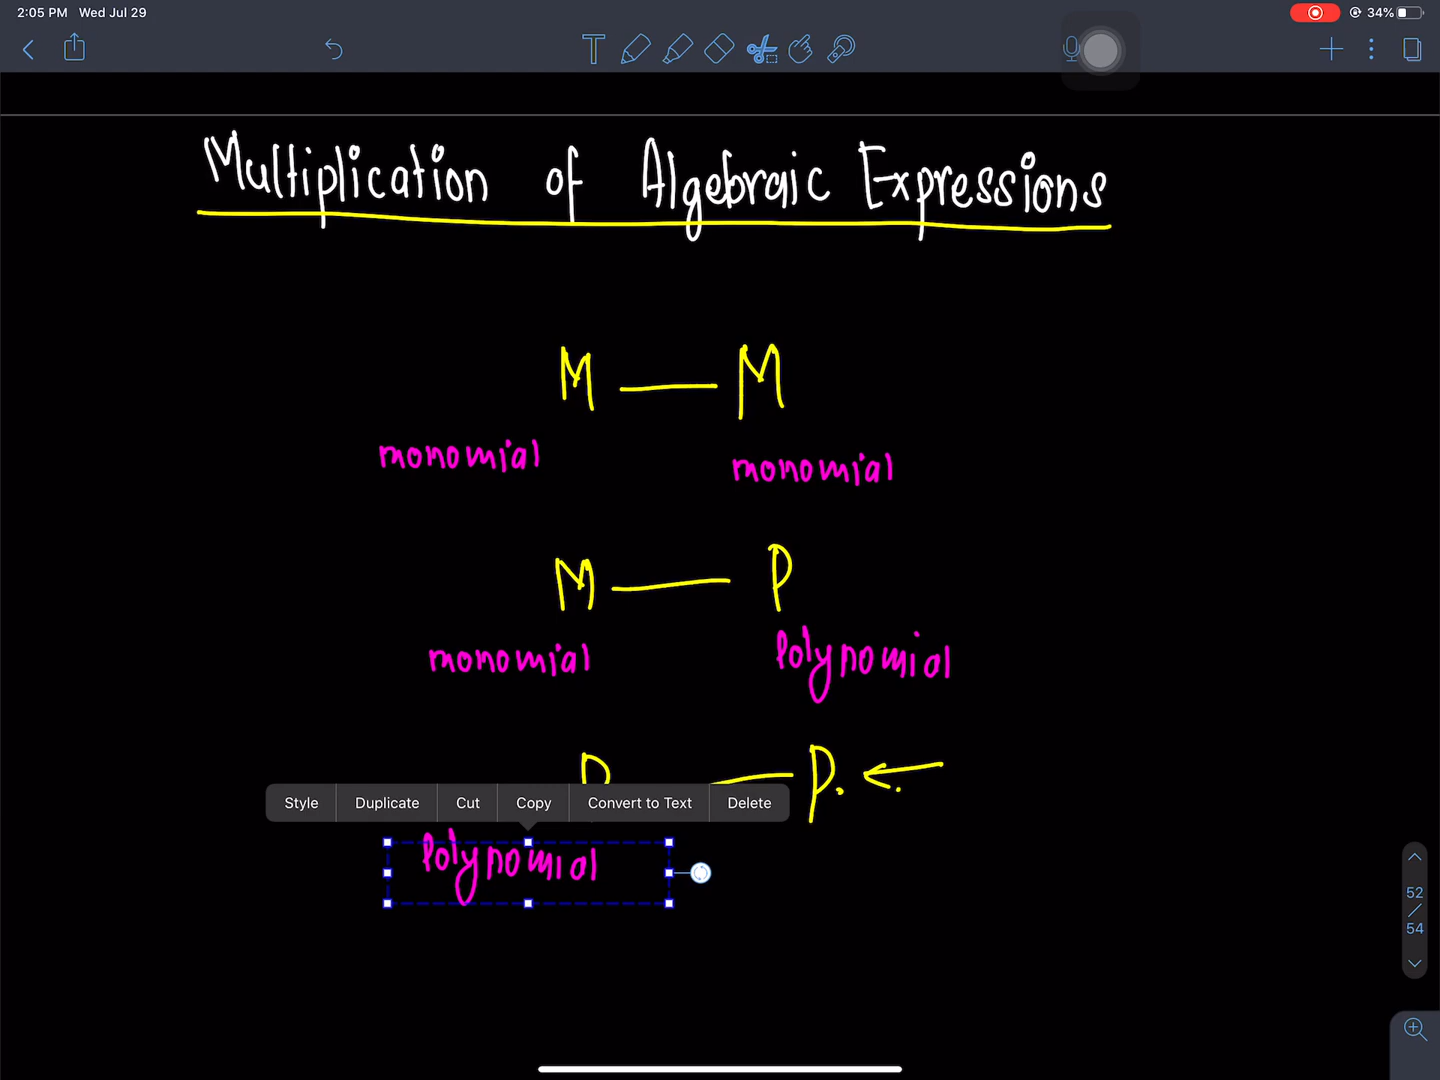 2:05 PM Wed Jul 29
34%
Multiplication of Algebraic Expressions
M — M
monomial monomial
M — P
monomial polynomial
P — P. ←
Style Duplicate Cut Copy Convert to Text Delete
polynomial
52
/
54